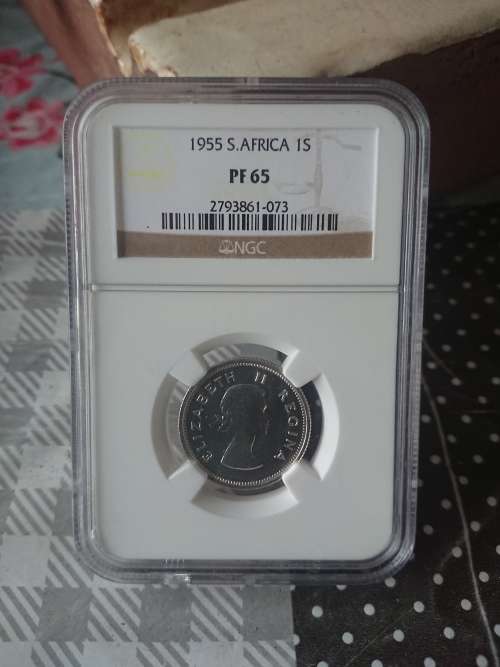 1955 S.AFRICA 1S
PF 65
2793861-073
NGC
ELIZABETH II REGINA